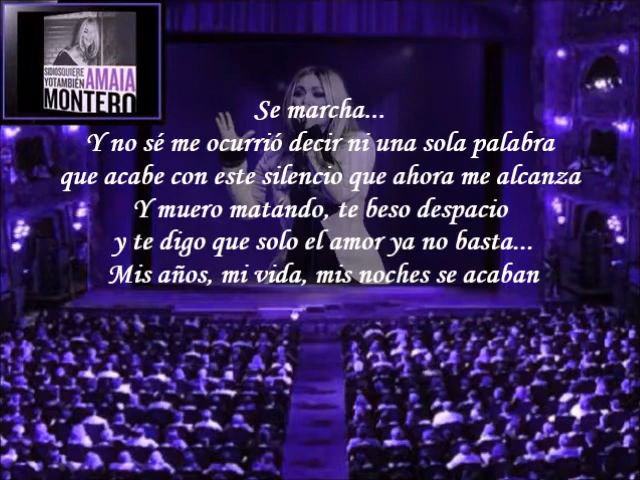 SIDIOSQUIERE
YOTAMBIÉN AMAIA
MONTERO
Se marcha...
Y no sé me ocurrió decir ni una sola palabra
que acabe con este silencio que ahora me alcanza
Y muero matando, te beso despacio
y te digo que solo el amor ya no basta...
Mis años, mi vida, mis noches se acaban